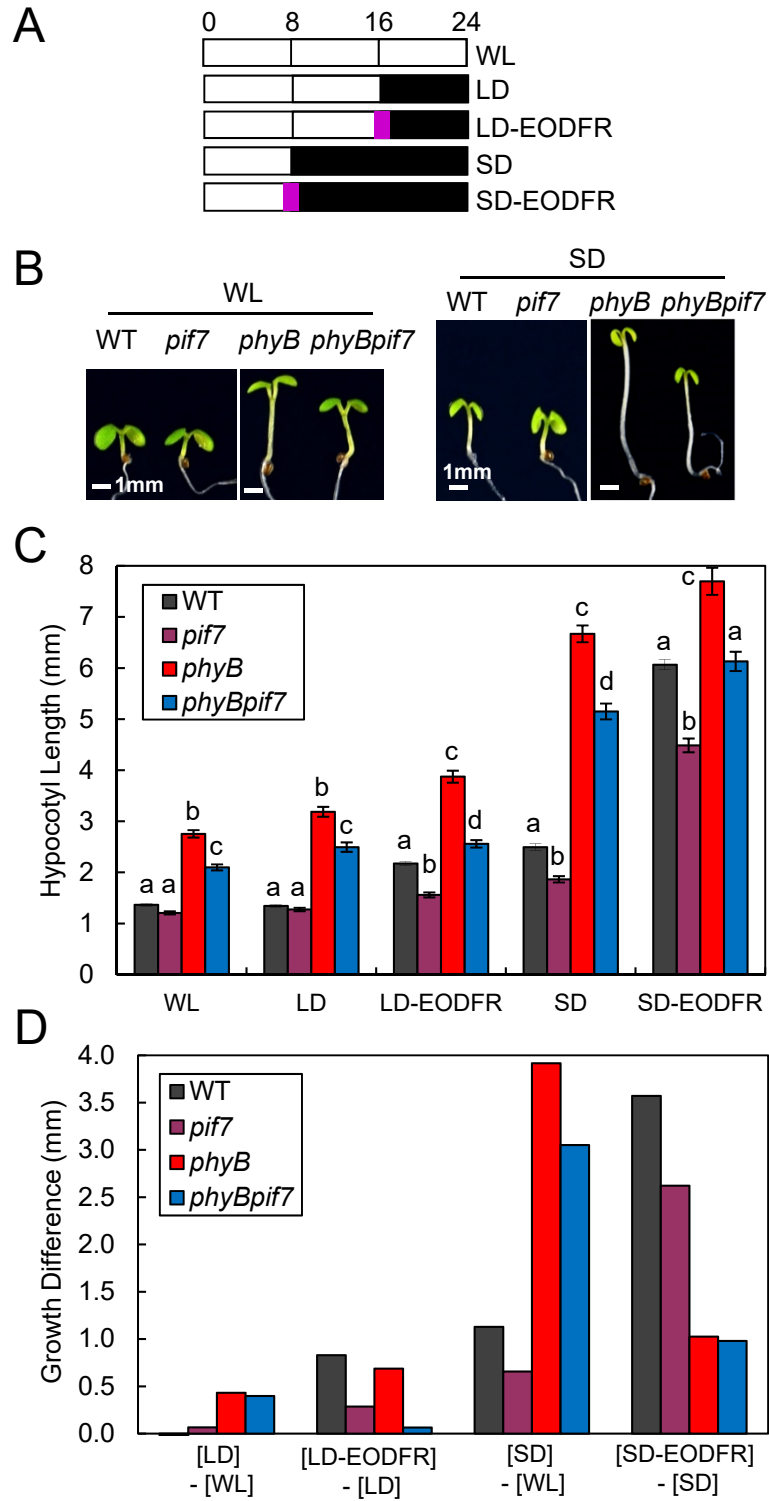 A
0 8 16 24
WL
LD
LD-EODFR
SD
SD-EODFR
B
WL
WT pif7 phyB phyBpif7
1mm
SD
WT pif7 phyB phyBpif7
1mm
C
Hypocotyl Length (mm)
8
7
6
5
4
3
2
1
0
WT
pif7
phyB
phyBpif7
a a b c
a a b c
a b c d
a b c d
a b c a
WL LD LD-EODFR SD SD-EODFR
D
Growth Difference (mm)
4.0
3.5
3.0
2.5
2.0
1.5
1.0
0.5
0.0
WT
pif7
phyB
phyBpif7
[LD] [LD-EODFR] [SD] [SD-EODFR]
- [WL] - [LD] - [WL] - [SD]